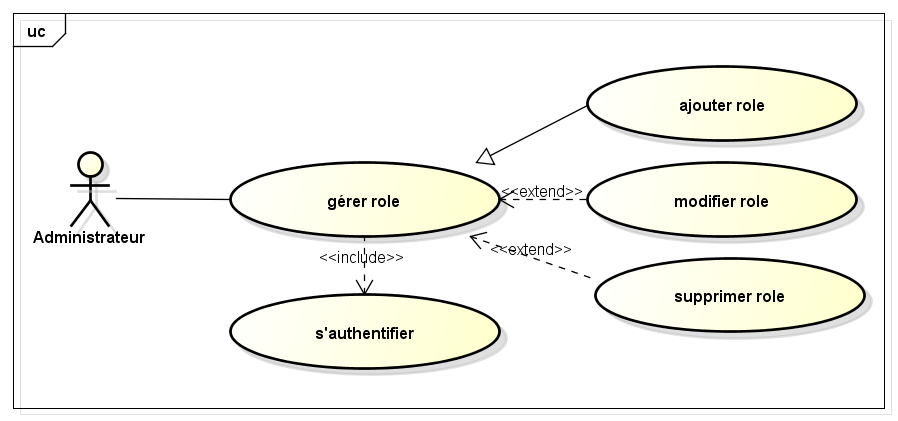 uc
ajouter role
gérer role
<<extend>>
modifier role
Administrateur
<<include>>
<<extend>>
supprimer role
s'authentifier